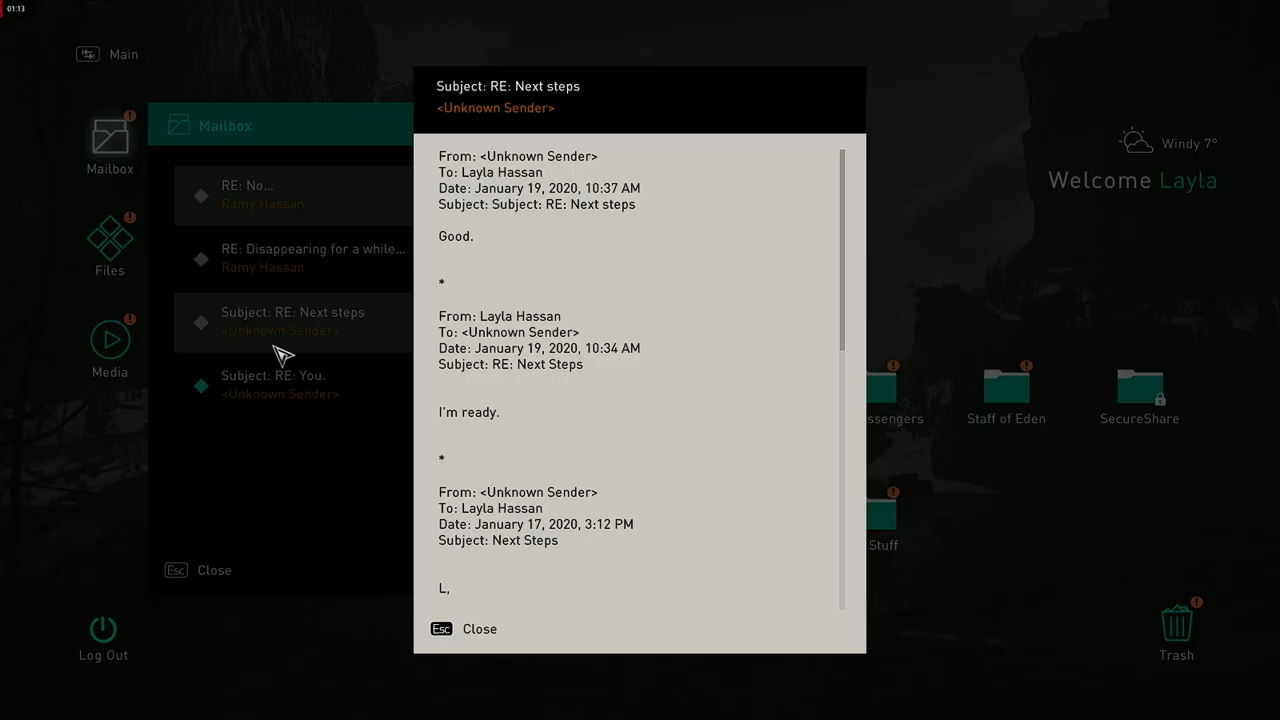 01:13
Main
Mailbox
Files
Media
Log Out
Mailbox
RE: No...
Ramy Hassan
RE: Disappearing for a while...
Ramy Hassan
Subject: RE: Next steps
<Unknown Sender>
Subject: RE: You.
<Unknown Sender>
Esc Close
Subject: RE: Next steps
<Unknown Sender>
From: <Unknown Sender>
To: Layla Hassan
Date: January 19, 2020, 10:37 AM
Subject: Subject: RE: Next steps
Good.
*
From: Layla Hassan
To: <Unknown Sender>
Date: January 19, 2020, 10:34 AM
Subject: RE: Next Steps
I'm ready.
*
From: <Unknown Sender>
To: Layla Hassan
Date: January 17, 2020, 3:12 PM
Subject: Next Steps
L,
Esc Close
Windy 7°
Welcome Layla
ssengers
Staff of Eden
SecureShare
Stuff
Trash